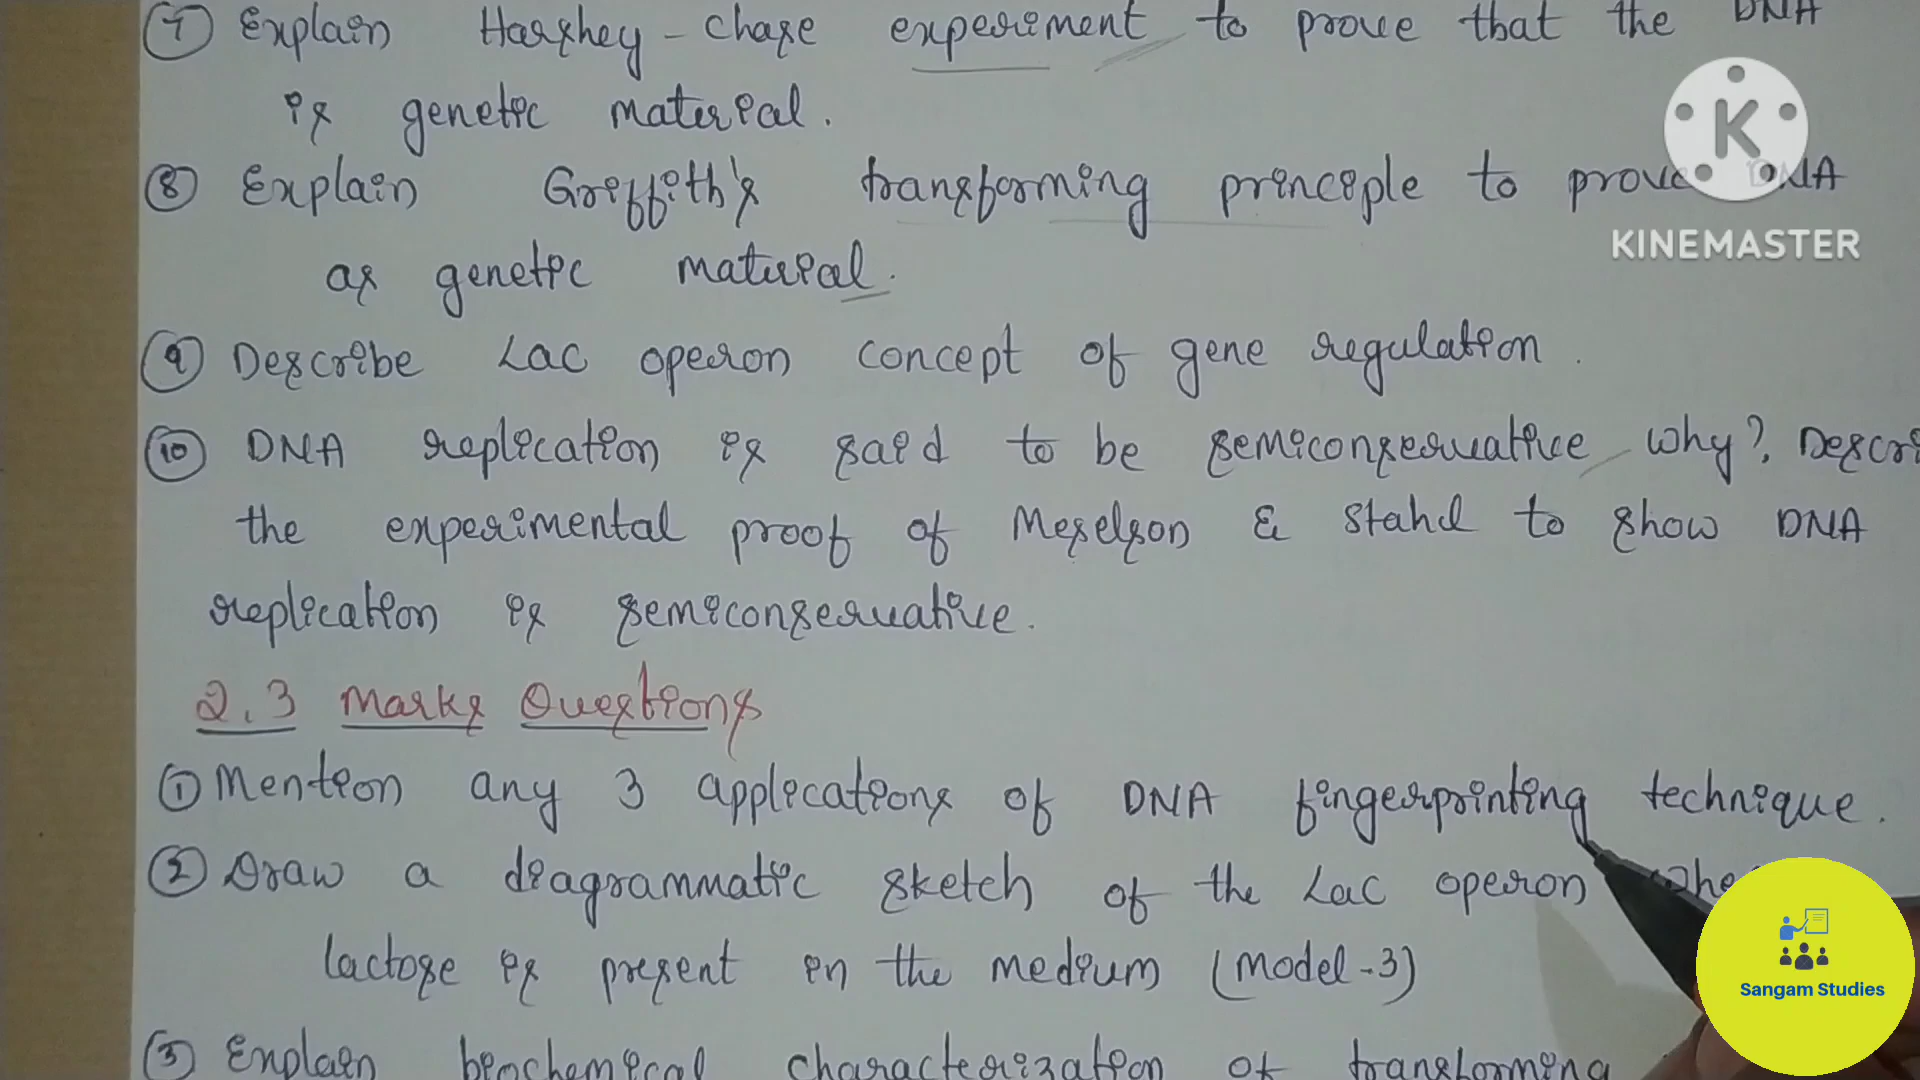 7 Explain Harshey - chase experiment to prove that the DNA
is genetic material.
8 Explain Griffith's transforming principle to prove DNA
as genetic material.
9 Describe Lac operon concept of gene regulation.
10 DNA replication is said to be semiconservative why? Descri
the experimental proof of Meselson & stahl to show DNA
replication is semiconservative.
2,3 Marks Questions
1 Mention any 3 applications of DNA fingerprinting technique.
2 Draw a diagrammatic sketch of the Lac operon
lactose is present in the medium (model-3)
3 Explain biochemical characterization of transforming
K
KINEMASTER
Sangam Studies